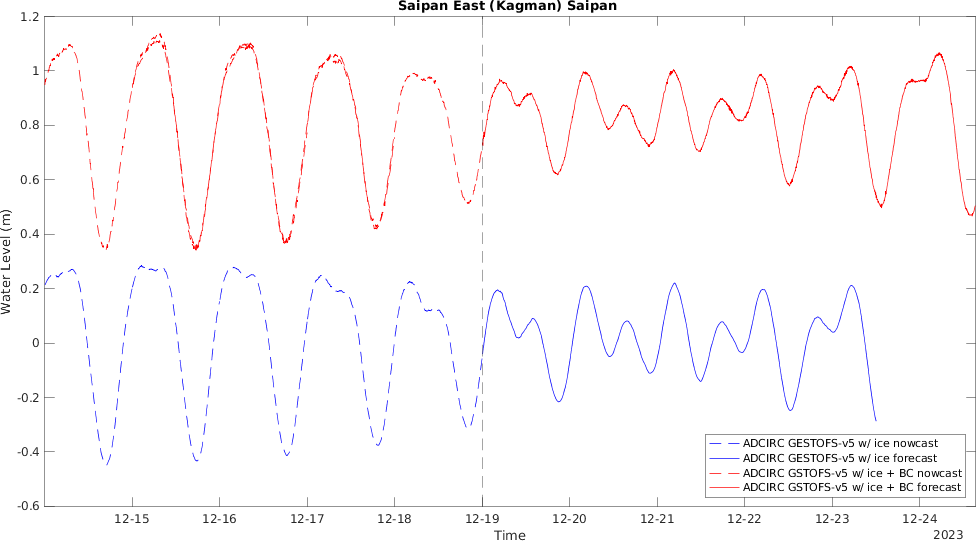 Saipan East (Kagman) Saipan
1.2
1
0.8
0.6
0.4
0.2
0
-0.2
-0.4
-0.6
Water Level (m)
ADCIRC GESTOFS-v5 w/ ice nowcast
ADCIRC GESTOFS-v5 w/ ice forecast
ADCIRC GSTOFS-v5 w/ ice + BC nowcast
ADCIRC GSTOFS-v5 w/ ice + BC forecast
12-15 12-16 12-17 12-18 12-19 12-20 12-21 12-22 12-23 12-24
Time
2023